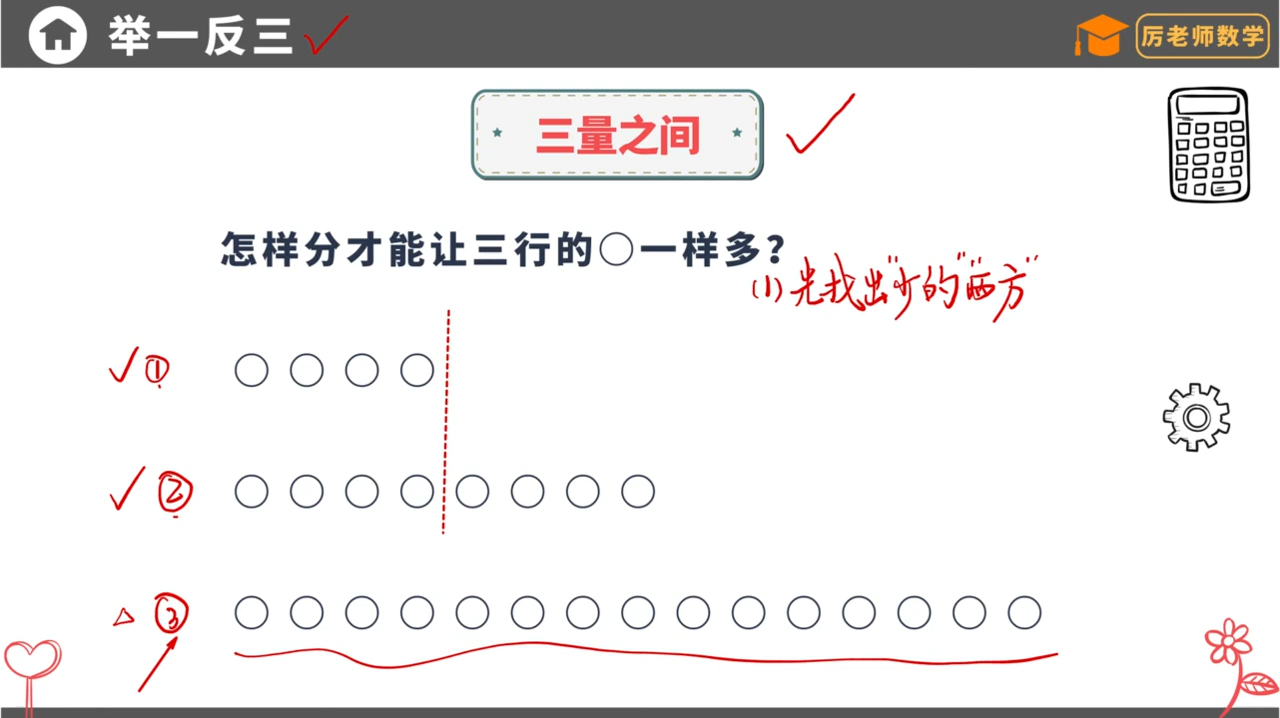 举一反三
厉老师数学
三量之间
怎样分才能让三行的○一样多？
(1)先找出"少的""两方"
①
②
③